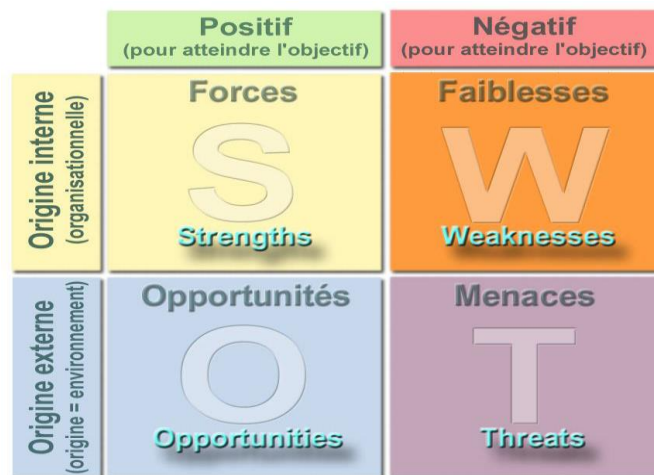 Positif
(pour atteindre l'objectif)
Négatif
(pour atteindre l'objectif)
Origine interne
(organisationnelle)
Forces
S
Strengths
Faiblesses
W
Weaknesses
Origine externe
(origine = environnement)
Opportunités
O
Opportunities
Menaces
T
Threats